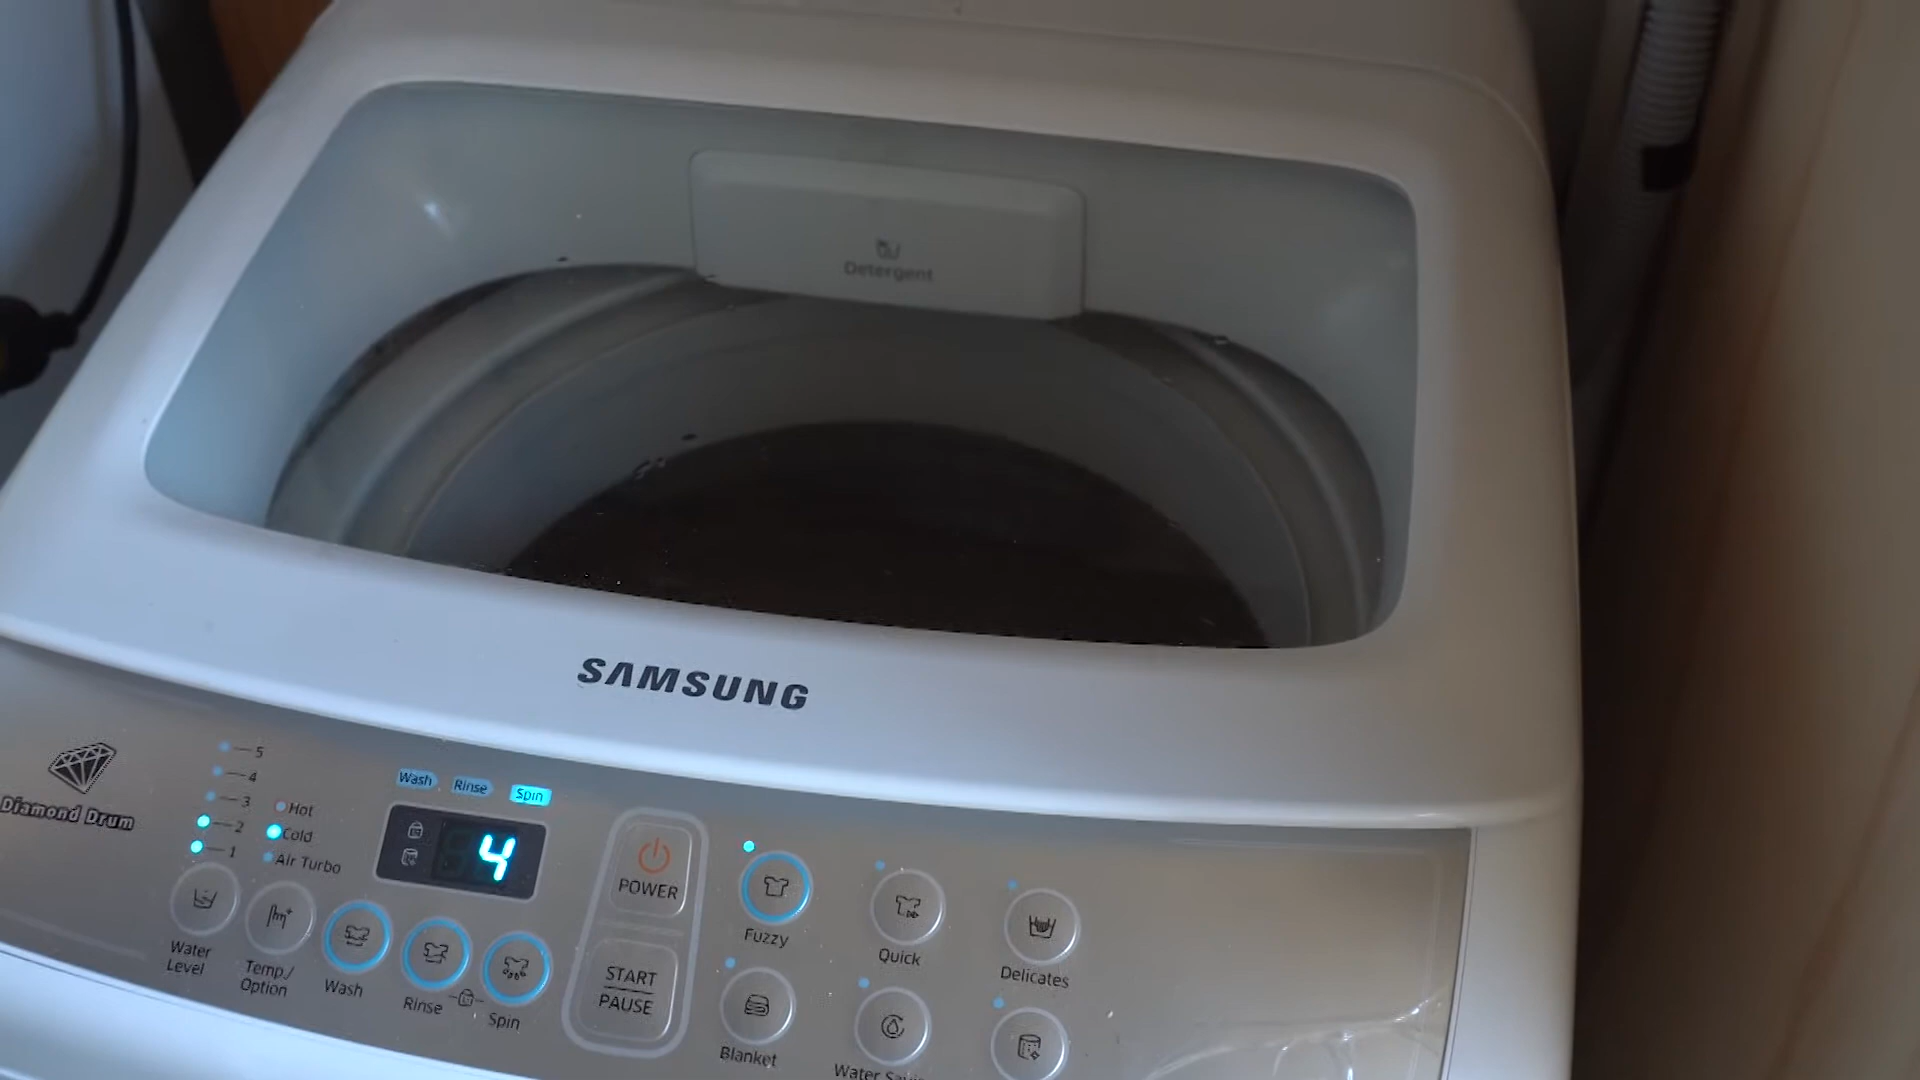 Detergent
SAMSUNG
Diamond Drum
5
4
3
2
1
Hot
Cold
Air Turbo
Wash
Rinse
Spin
4
POWER
START
PAUSE
Water
Level
Temp./
Option
Wash
Rinse
Spin
Fuzzy
Quick
Delicates
Blanket
Water